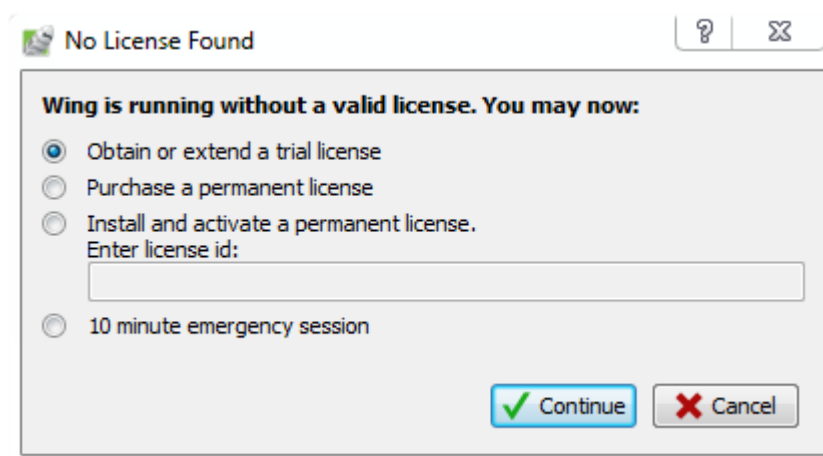 No License Found
Wing is running without a valid license. You may now:
Obtain or extend a trial license
Purchase a permanent license
Install and activate a permanent license.
Enter license id:
10 minute emergency session
Continue
Cancel